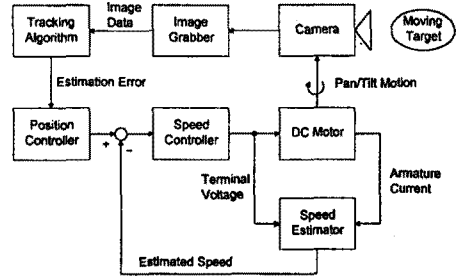 Tracking
Algorithm
Image
Data
Image
Grabber
Camera
Moving
Target
Estimation Error
Pan/Tilt Motion
Position
Controller
+
−
Speed
Controller
DC Motor
Terminal
Voltage
Armature
Current
Speed
Estimator
Estimated Speed